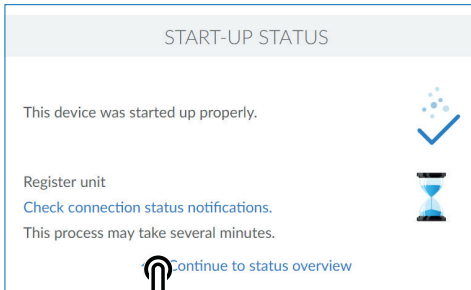 START-UP STATUS
This device was started up properly.
Register unit
Check connection status notifications.
This process may take several minutes.
Continue to status overview